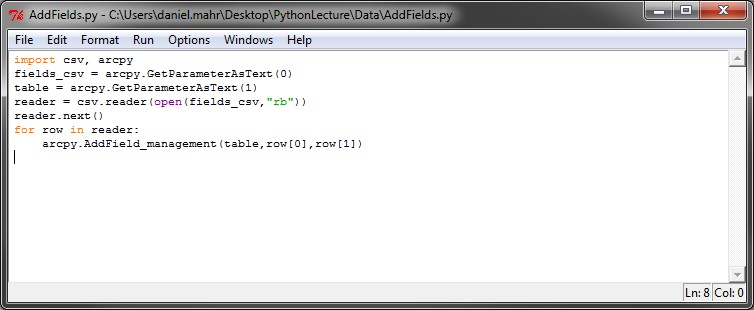 AddFields.py - C:\Users\daniel.mahr\Desktop\PythonLecture\Data\AddFields.py
File Edit Format Run Options Windows Help
import csv, arcpy
fields_csv = arcpy.GetParameterAsText(0)
table = arcpy.GetParameterAsText(1)
reader = csv.reader(open(fields_csv,"rb"))
reader.next()
for row in reader:
    arcpy.AddField_management(table,row[0],row[1])
Ln: 8 Col: 0